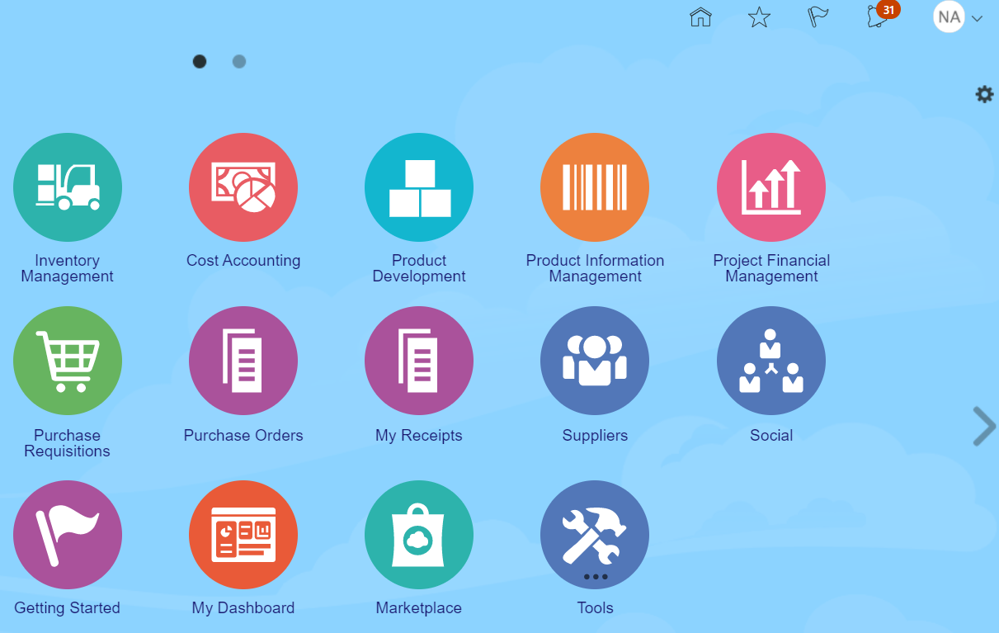 31
NA
Inventory
Management
Cost Accounting
Product
Development
Product Information
Management
Project Financial
Management
Purchase
Requisitions
Purchase Orders
My Receipts
Suppliers
Social
Getting Started
My Dashboard
Marketplace
Tools